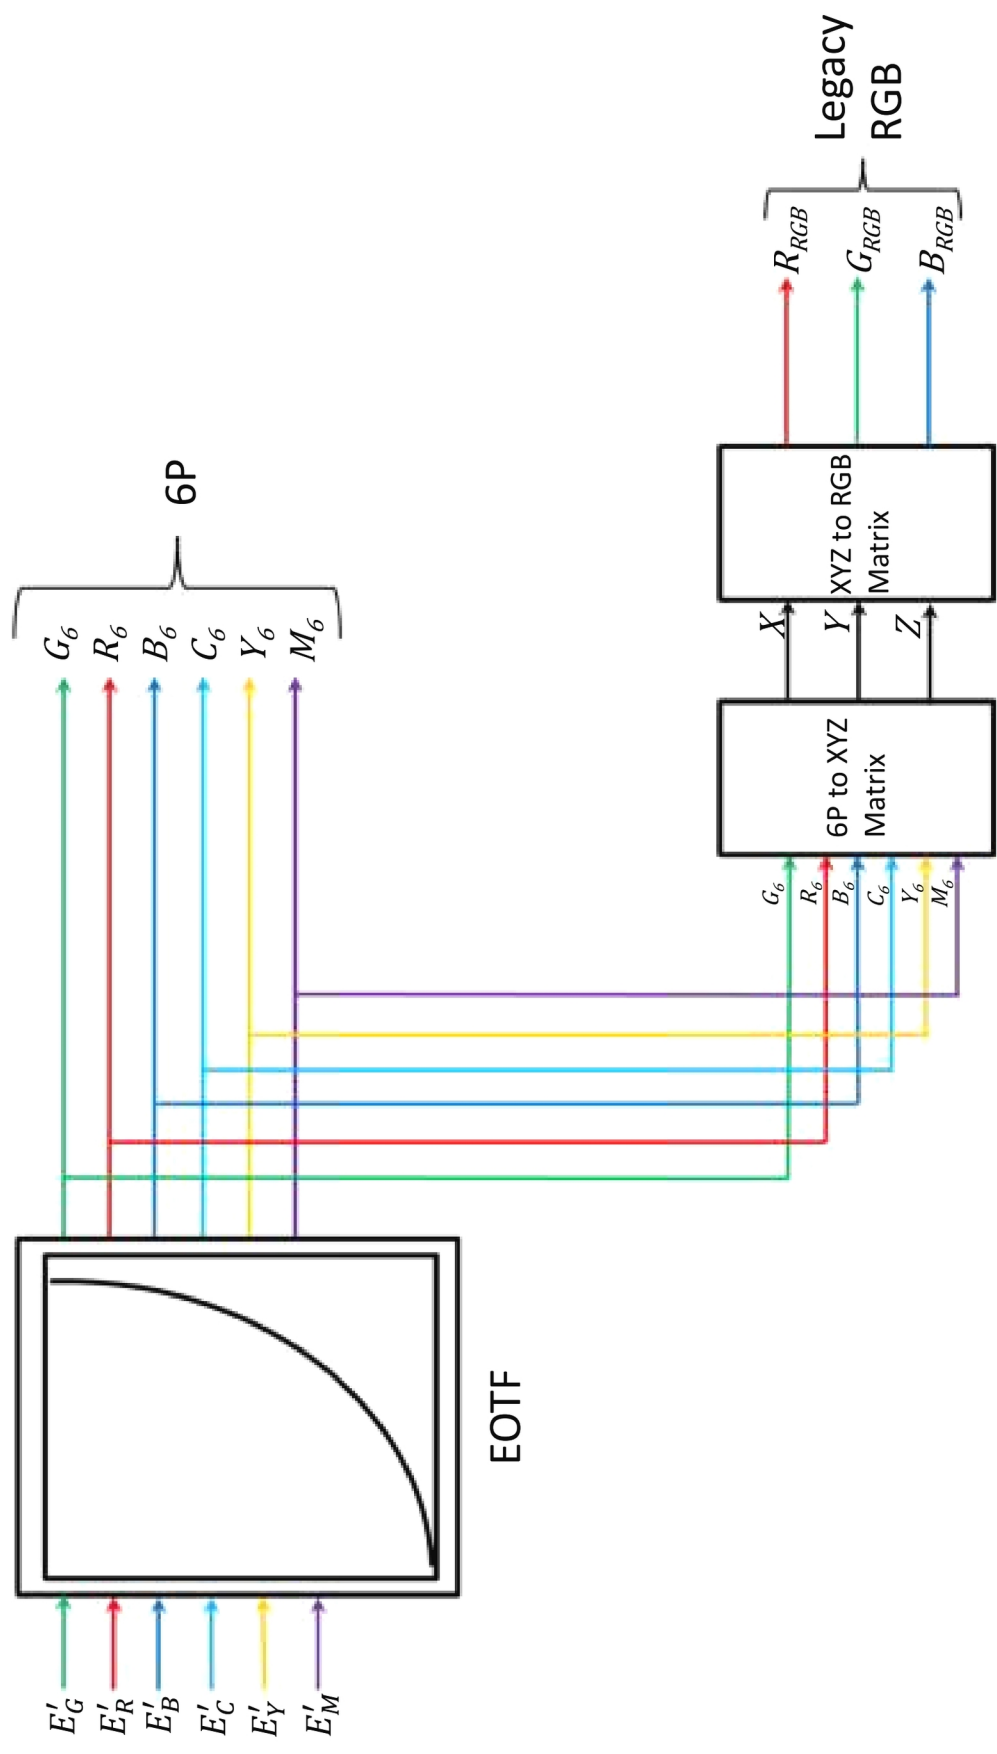 E'G
E'R
E'B
E'C
E'Y
E'M
EOTF
G6
R6
B6
C6
Y6
M6
6P
G6
R6
B6
C6
Y6
M6
6P to XYZ
Matrix
X
Y
Z
XYZ to RGB
Matrix
RRGB
GRGB
BRGB
Legacy
RGB